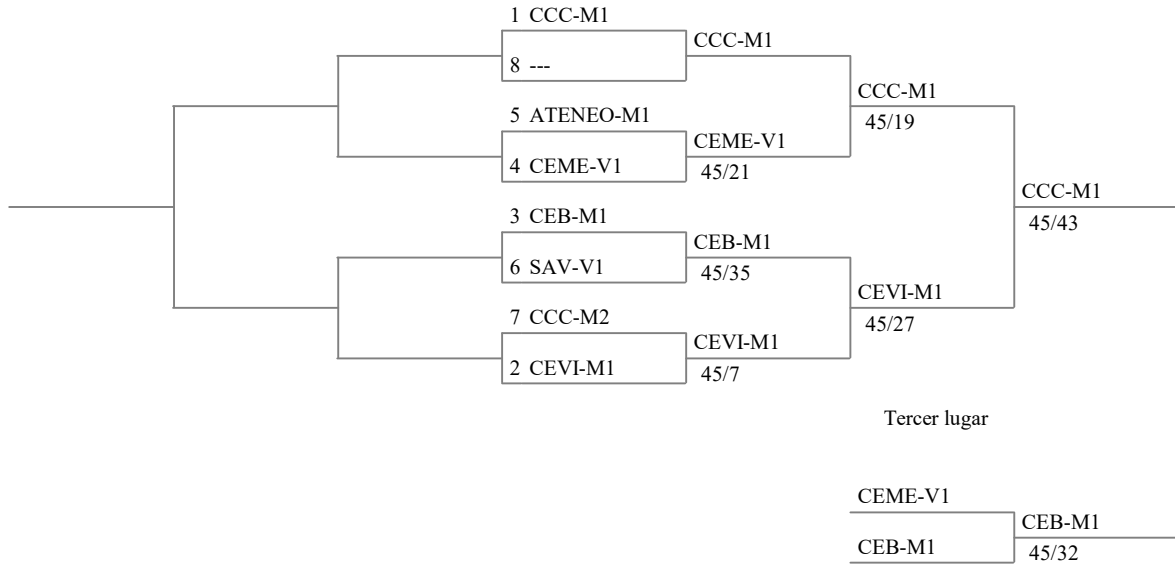 1 CCC-M1
8 ---
5 ATENEO-M1
4 CEME-V1
3 CEB-M1
6 SAV-V1
7 CCC-M2
2 CEVI-M1
CCC-M1
CEME-V1
45/21
CEB-M1
45/35
CEVI-M1
45/7
CCC-M1
45/19
CEVI-M1
45/27
CCC-M1
45/43
Tercer lugar
CEME-V1
CEB-M1
CEB-M1
45/32